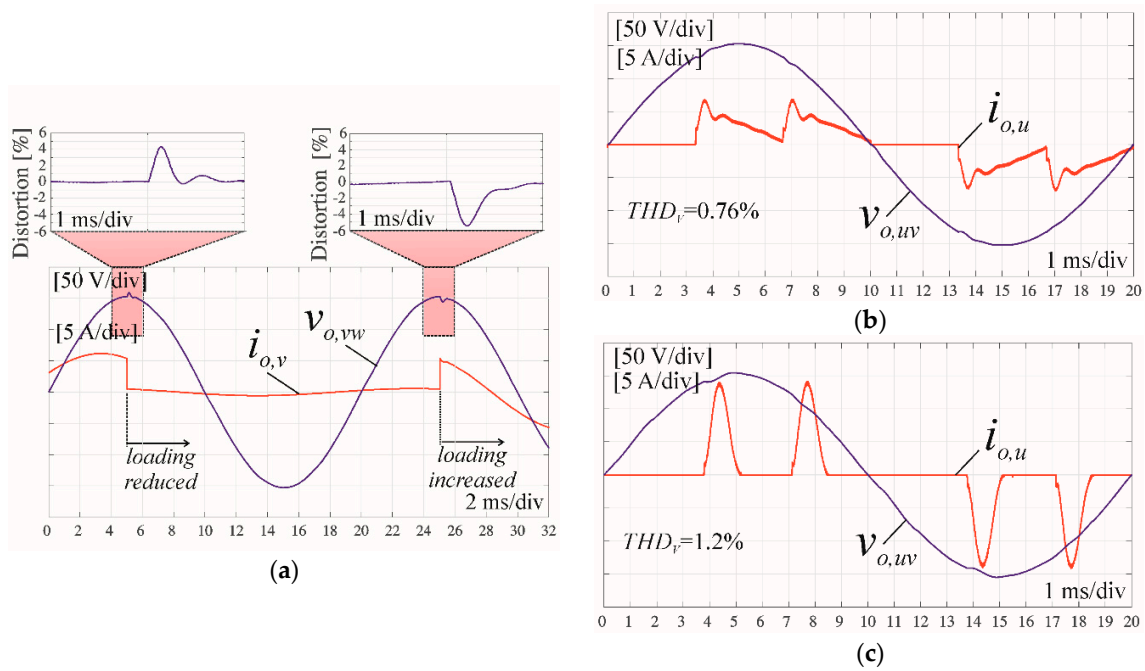 Distortion [%]
6
4
2
0
-2
-4
-6
1 ms/div
Distortion [%]
6
4
2
0
-2
-4
-6
1 ms/div
[50 V/div]
[5 A/div]
i_{o,v}
v_{o,vw}
loading
reduced
loading
increased
2 ms/div
0 2 4 6 8 10 12 14 16 18 20 22 24 26 28 30 32
(a)
[50 V/div]
[5 A/div]
i_{o,u}
THD_v=0.76%
v_{o,uv}
1 ms/div
0 1 2 3 4 5 6 7 8 9 10 11 12 13 14 15 16 17 18 19 20
(b)
[50 V/div]
[5 A/div]
i_{o,u}
THD_v=1.2%
v_{o,uv}
1 ms/div
0 1 2 3 4 5 6 7 8 9 10 11 12 13 14 15 16 17 18 19 20
(c)